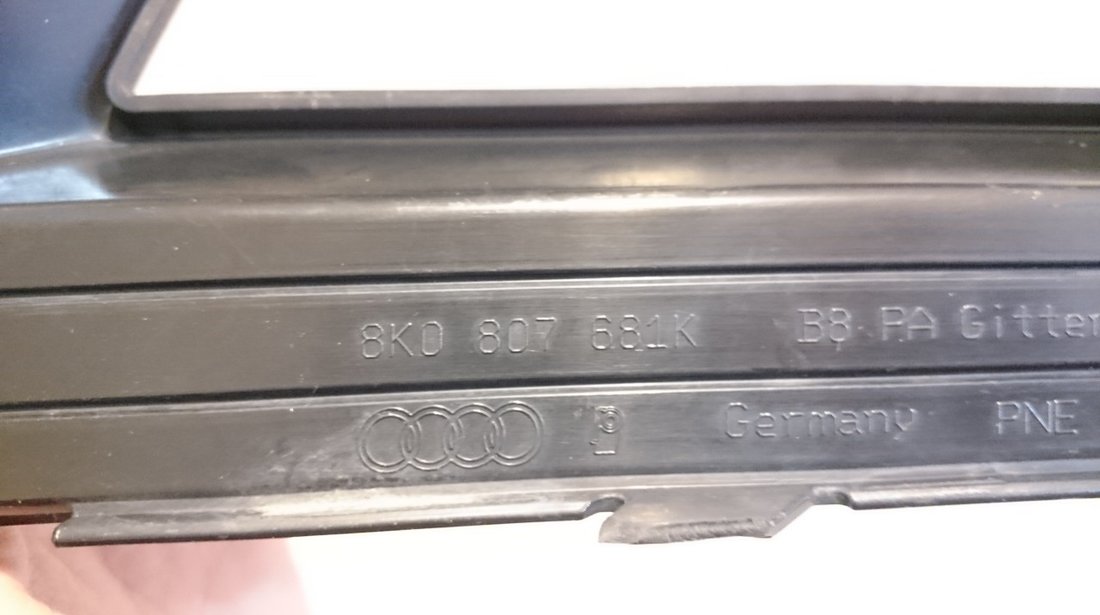 8K0 807 681K B8 PA Gitter
Germany PNE